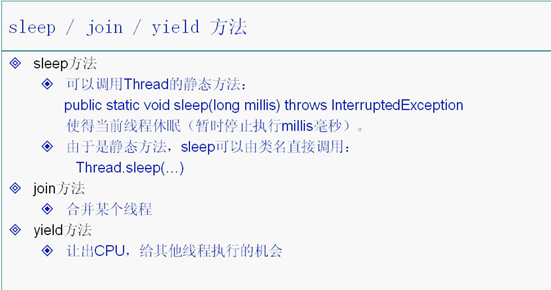 sleep / join / yield 方法
sleep方法
可以调用Thread的静态方法：
public static void sleep(long millis) throws InterruptedException
使得当前线程休眠（暂时停止执行millis毫秒）。
由于是静态方法，sleep可以由类名直接调用：
Thread.sleep(…)
join方法
合并某个线程
yield方法
让出CPU，给其他线程执行的机会